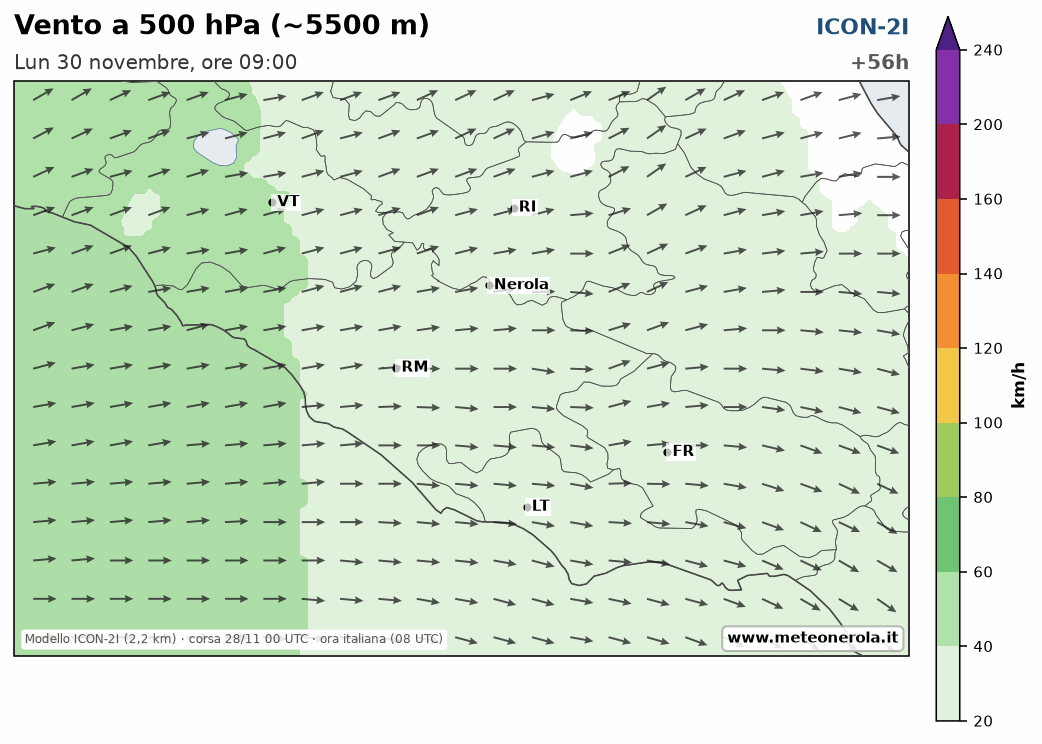 Vento a 500 hPa (~5500 m)
ICON-2I
Lun 30 novembre, ore 09:00
+56h
240
200
160
140
120
100
80
60
40
20
km/h
VT
RI
Nerola
RM
FR
LT
Modello ICON-2I (2,2 km) · corsa 28/11 00 UTC · ora italiana (08 UTC)
www.meteonerola.it